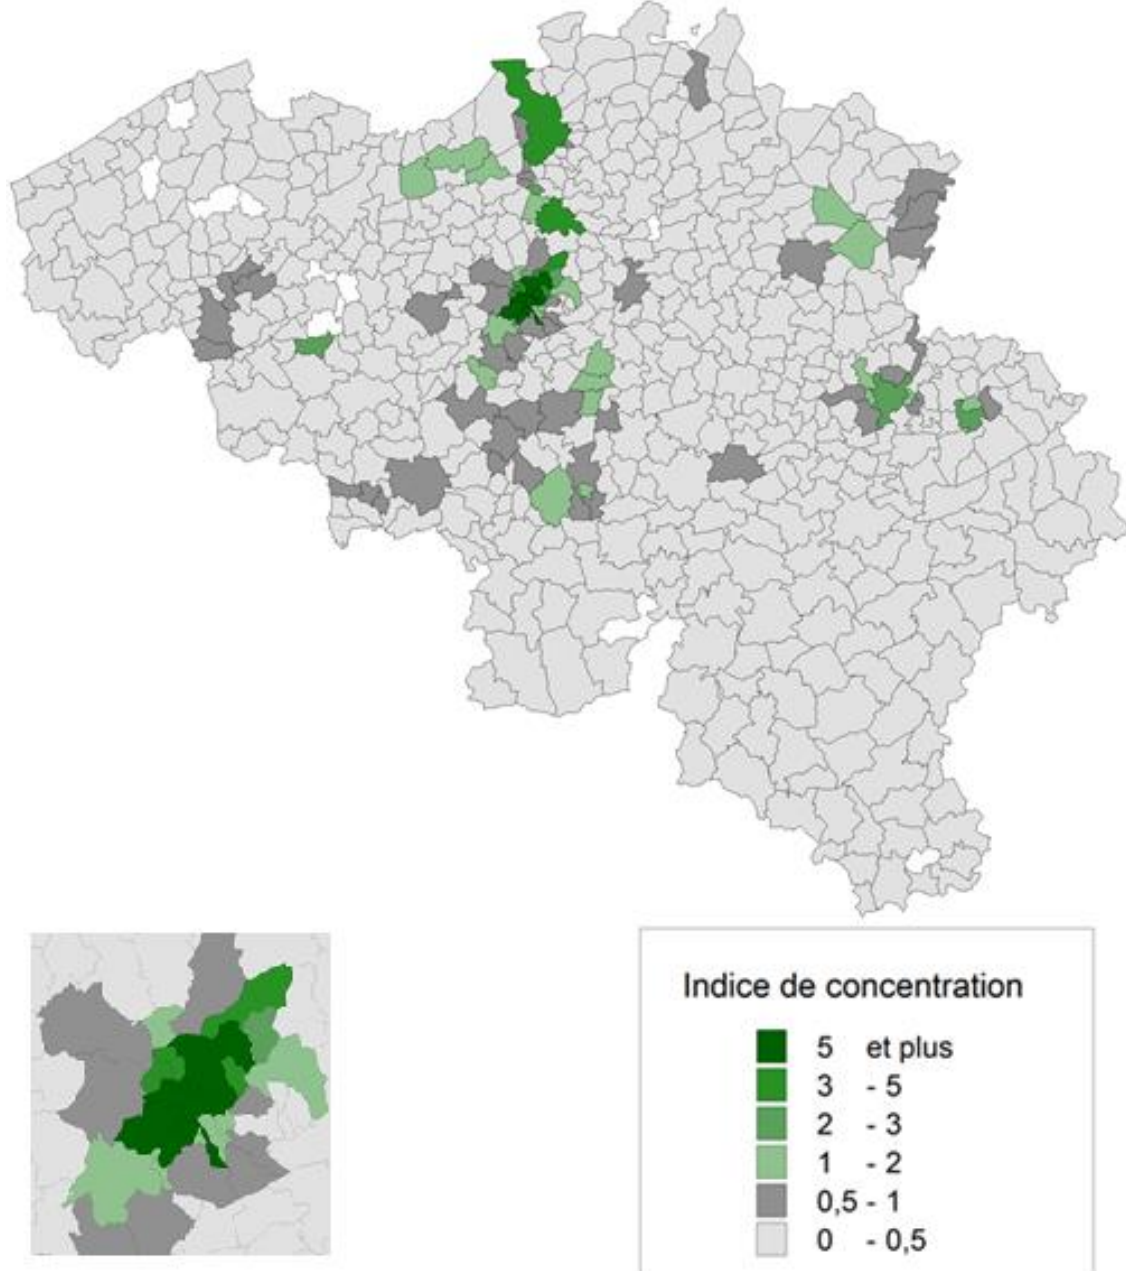 Indice de concentration
5 et plus
3 - 5
2 - 3
1 - 2
0,5 - 1
0 - 0,5